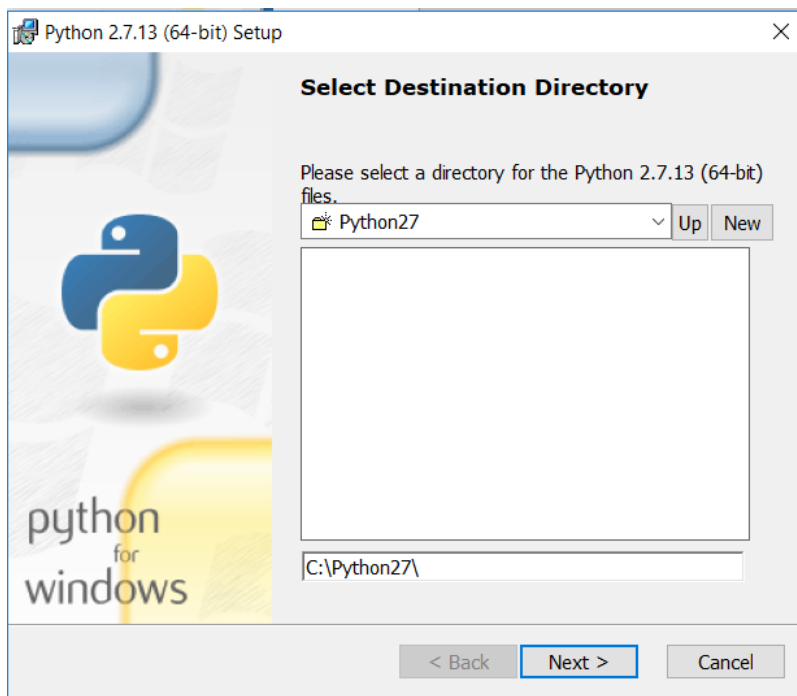 Python 2.7.13 (64-bit) Setup
Select Destination Directory
Please select a directory for the Python 2.7.13 (64-bit)
files.
Python27
Up
New
C:\Python27\
python
for
windows
< Back
Next >
Cancel